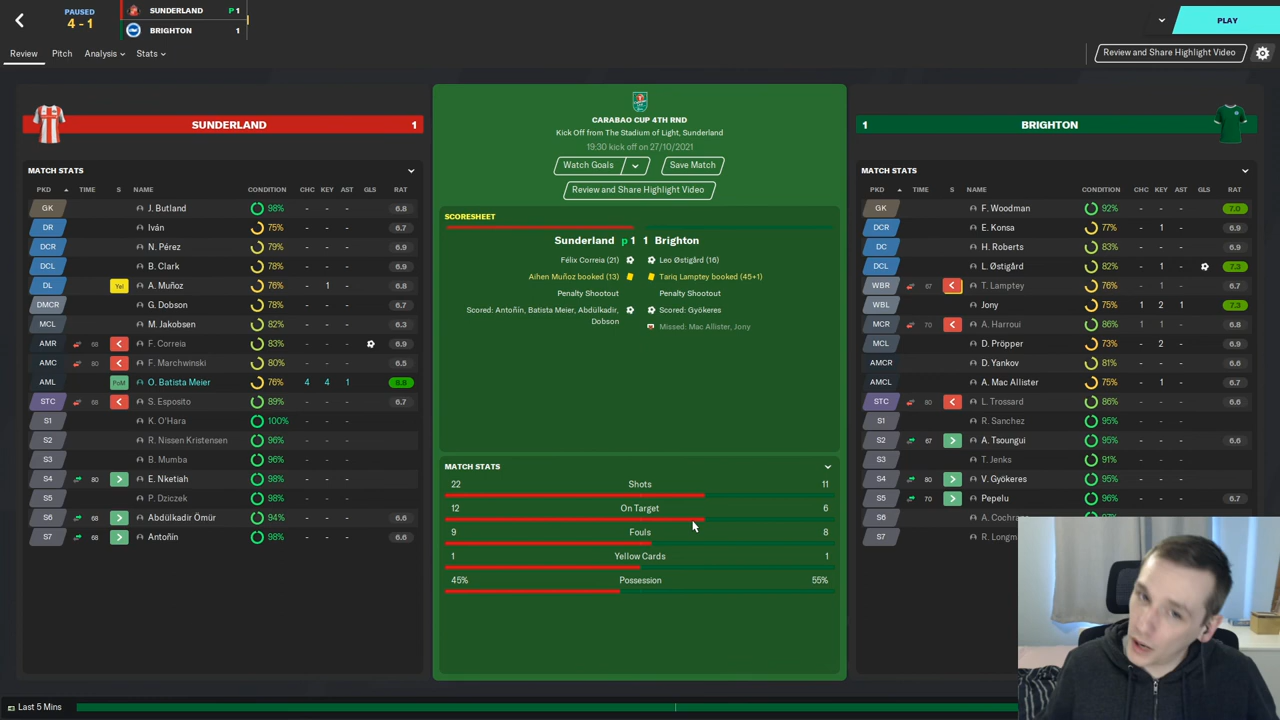 PAUSED
4 - 1
SUNDERLAND P 1
BRIGHTON 1
PLAY
Review Pitch Analysis Stats
Review and Share Highlight Video
SUNDERLAND 1
MATCH STATS
PKD TIME S NAME CONDITION CHC KEY AST GLS RAT
GK J. Butland 98% - - - 6.8
DR Iván 75% - - - 6.7
DCR N. Pérez 79% - - - 6.9
DCL B. Clark 78% - - - 6.9
DL Yel A. Muñoz 76% - 1 - 6.8
DMCR G. Dobson 78% - - - 6.7
MCL M. Jakobsen 82% - - - 6.3
AMR 68 F. Correia 83% - - - 6.9
AMC 80 F. Marchwinski 80% - - - 6.5
AML PoM O. Batista Meier 76% 4 4 1 8.8
STC 68 S. Esposito 89% - - - 6.7
S1 K. O'Hara 100% - - -
S2 R. Nissen Kristensen 96% - - -
S3 B. Mumba 96% - - -
S4 80 E. Nketiah 98% - - -
S5 P. Dziczek 98% - - -
S6 68 Abdülkadir Ömür 94% - - - 6.6
S7 68 Antoñín 98% - - - 6.6
CARABAO CUP 4TH RND
Kick Off from The Stadium of Light, Sunderland
19:30 kick off on 27/10/2021
Watch Goals Save Match
Review and Share Highlight Video
SCORESHEET
Sunderland p 1 1 Brighton
Félix Correia (21) Leo Østigård (16)
Aihen Muñoz booked (13) Tariq Lamptey booked (45+1)
Penalty Shootout Penalty Shootout
Scored: Antoñín, Batista Meier, Abdülkadir, Scored: Gyökeres
Dobson Missed: Mac Allister, Jony
MATCH STATS
22 Shots 11
12 On Target 6
9 Fouls 8
1 Yellow Cards 1
45% Possession 55%
1 BRIGHTON
MATCH STATS
PKD TIME S NAME CONDITION CHC KEY AST GLS RAT
GK F. Woodman 92% - - - 7.0
DCR E. Konsa 77% - 1 - 6.9
DC H. Roberts 83% - - - 6.9
DCL L. Østigård 82% - 1 - 7.3
WBR 67 T. Lamptey 76% - 1 - 6.7
WBL Jony 75% 1 2 1 7.3
MCR 70 A. Harroui 86% 1 1 - 6.8
MCL D. Pröpper 73% - 2 - 6.9
AMCR D. Yankov 81% - - - 6.6
AMCL A. Mac Allister 75% - 1 - 6.7
STC 80 L. Trossard 86% - - - 6.6
S1 R. Sanchez 95% - - -
S2 67 A. Tsoungui 95% - - - 6.6
S3 T. Jenks 91% - - -
S4 80 V. Gyökeres 95% - - -
S5 70 Pepelu 96% - - - 6.7
S6 A. Cochran
S7 R. Longm
Last 5 Mins